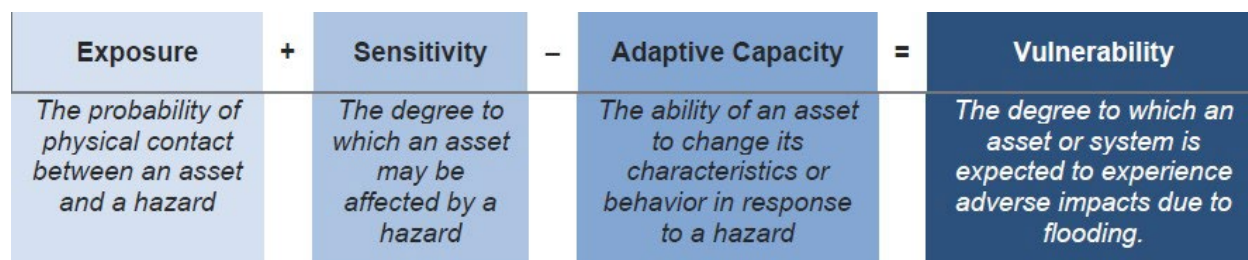 Exposure + Sensitivity – Adaptive Capacity = Vulnerability
The probability of
physical contact
between an asset
and a hazard
The degree to
which an asset
may be
affected by a
hazard
The ability of an asset
to change its
characteristics or
behavior in response
to a hazard
The degree to which an
asset or system is
expected to experience
adverse impacts due to
flooding.